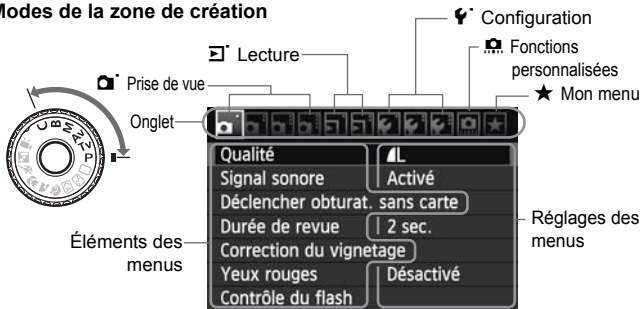 Modes de la zone de création
Configuration
Lecture
Fonctions
personnalisées
Prise de vue
Mon menu
Onglet
C B M Av Tv P
Qualité L
Signal sonore Activé
Déclencher obturat. sans carte
Durée de revue 2 sec.
Correction du vignetage
Yeux rouges Désactivé
Contrôle du flash
Éléments des
menus
Réglages des
menus